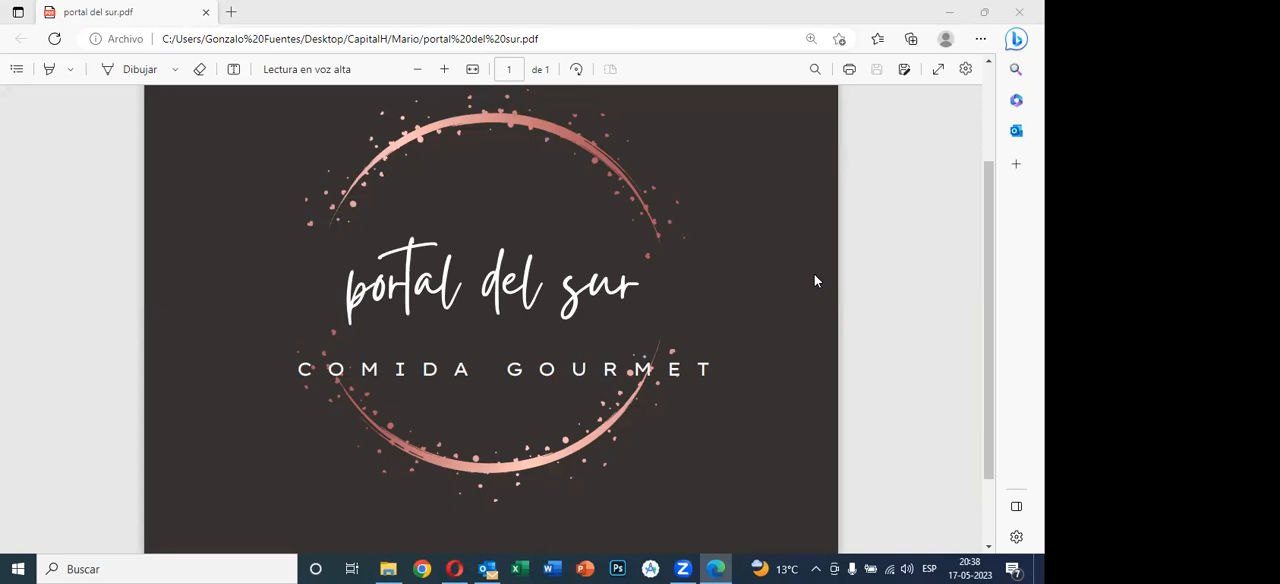 portal del sur.pdf
Archivo
C:/Users/Gonzalo%20Fuentes/Desktop/CapitalH/Mario/portal%20del%20sur.pdf
Dibujar
Lectura en voz alta
1
de 1
portal del sur
COMIDA GOURMET
Buscar
13°C
ESP
20:38
17-05-2023
7